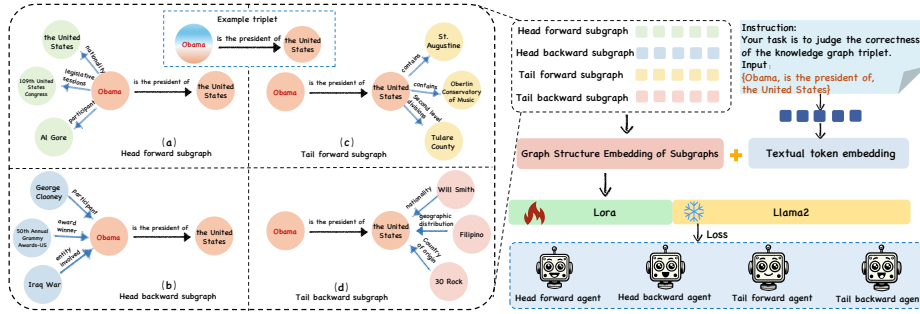 Example triplet
Obama
is the president of
the United
States
the United
States
nationality
109th United
States
Congress
legislative
sessions
Obama
is the president of
the United
States
participant
Al Gore
(a)
Head forward subgraph
St.
Augustine
contains
Obama
is the president of
the United
States
contains
Oberlin
Conservatory
of Music
Second level
division
Tulare
County
(c)
Tail forward subgraph
George
Clooney
participant
50th Annual
Grammy
Awards-US
award
winner
Obama
is the president of
the United
States
entity
involved
Iraq War
(b)
Head backward subgraph
Will Smith
nationality
Obama
is the president of
the United
States
geographic
distribution
Filipino
Country
of origin
30 Rock
(d)
Tail backward subgraph
Head forward subgraph
Head backward subgraph
Tail forward subgraph
Tail backward subgraph
Instruction:
Your task is to judge the correctness
of the knowledge graph triplet.
Input:
{Obama, is the president of,
the United States}
Graph Structure Embedding of Subgraphs
+
Textual token embedding
Lora
Llama2
Loss
Head forward agent
Head backward agent
Tail forward agent
Tail backward agent